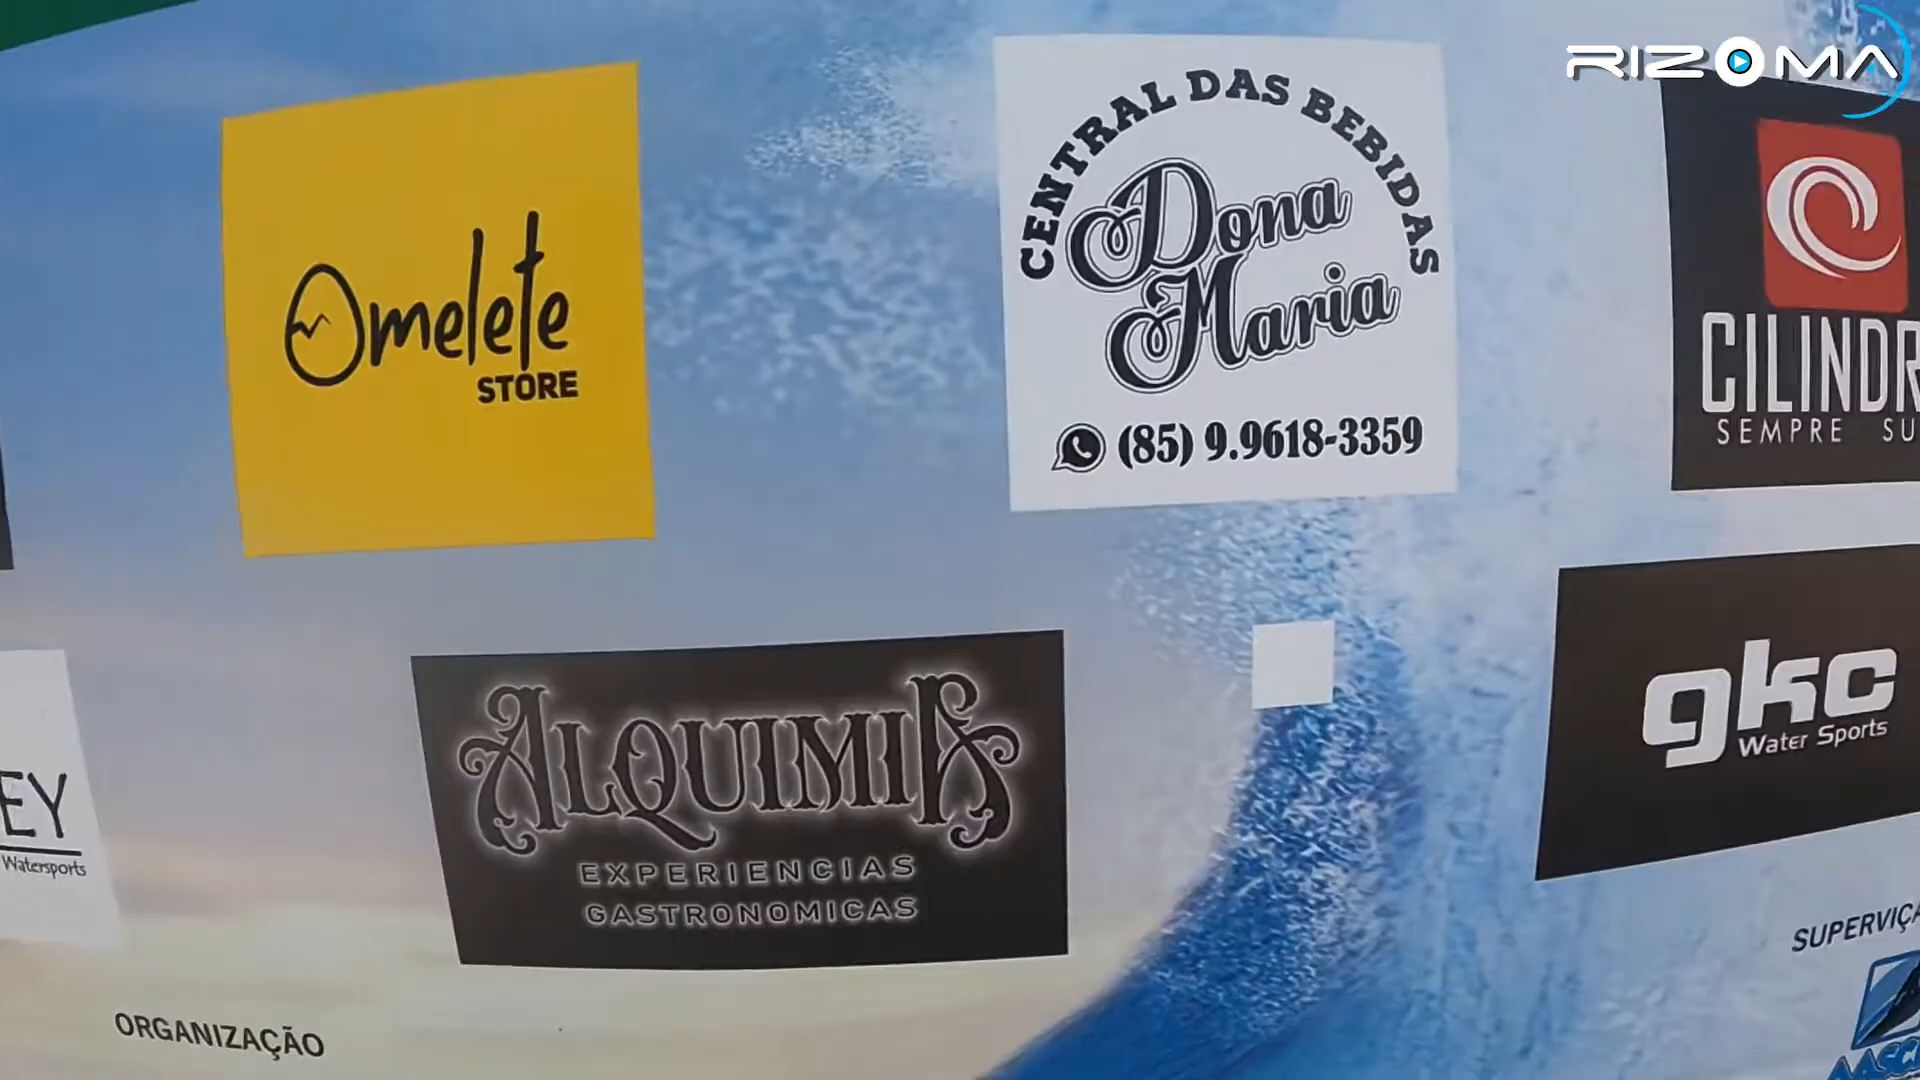 RIZOMA
CENTRAL DAS BEBIDAS
Dona
Maria
(85) 9.9618-3359
Omelete
STORE
CILINDR
SEMPRE SU
gkc
Water Sports
ALQUIMIA
EXPERIENCIAS
GASTRONOMICAS
EY
Watersports
SUPERVIÇÃ
ORGANIZAÇÃO